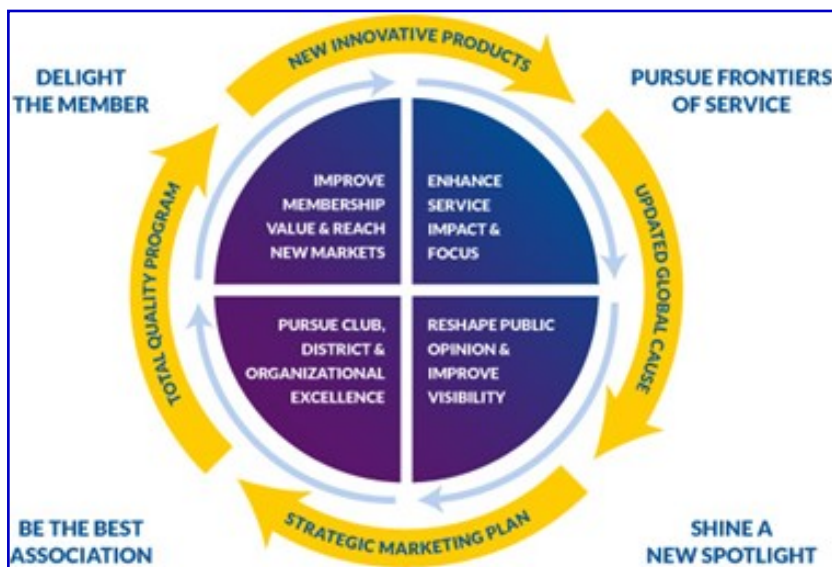 NEW INNOVATIVE PRODUCTS
DELIGHT
THE MEMBER
PURSUE FRONTIERS
OF SERVICE
IMPROVE
MEMBERSHIP
VALUE & REACH
NEW MARKETS
ENHANCE
SERVICE
IMPACT &
FOCUS
TOTAL QUALITY PROGRAM
UPDATED GLOBAL CAUSE
PURSUE CLUB,
DISTRICT &
ORGANIZATIONAL
EXCELLENCE
RESHAPE PUBLIC
OPINION &
IMPROVE
VISIBILITY
STRATEGIC MARKETING PLAN
BE THE BEST
ASSOCIATION
SHINE A
NEW SPOTLIGHT